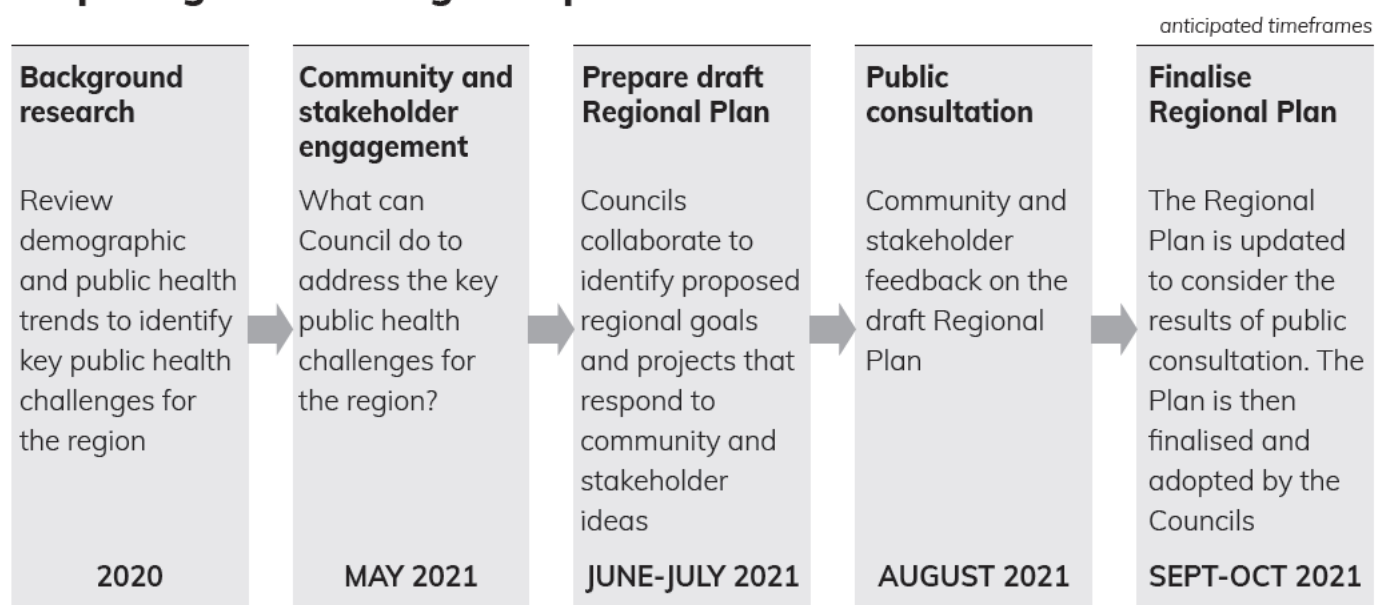 anticipated timeframes
Background
research
Review
demographic
and public health
trends to identify
key public health
challenges for
the region
2020
Community and
stakeholder
engagement
What can
Council do to
address the key
public health
challenges for
the region?
MAY 2021
Prepare draft
Regional Plan
Councils
collaborate to
identify proposed
regional goals
and projects that
respond to
community and
stakeholder
ideas
JUNE-JULY 2021
Public
consultation
Community and
stakeholder
feedback on the
draft Regional
Plan
AUGUST 2021
Finalise
Regional Plan
The Regional
Plan is updated
to consider the
results of public
consultation. The
Plan is then
finalised and
adopted by the
Councils
SEPT-OCT 2021